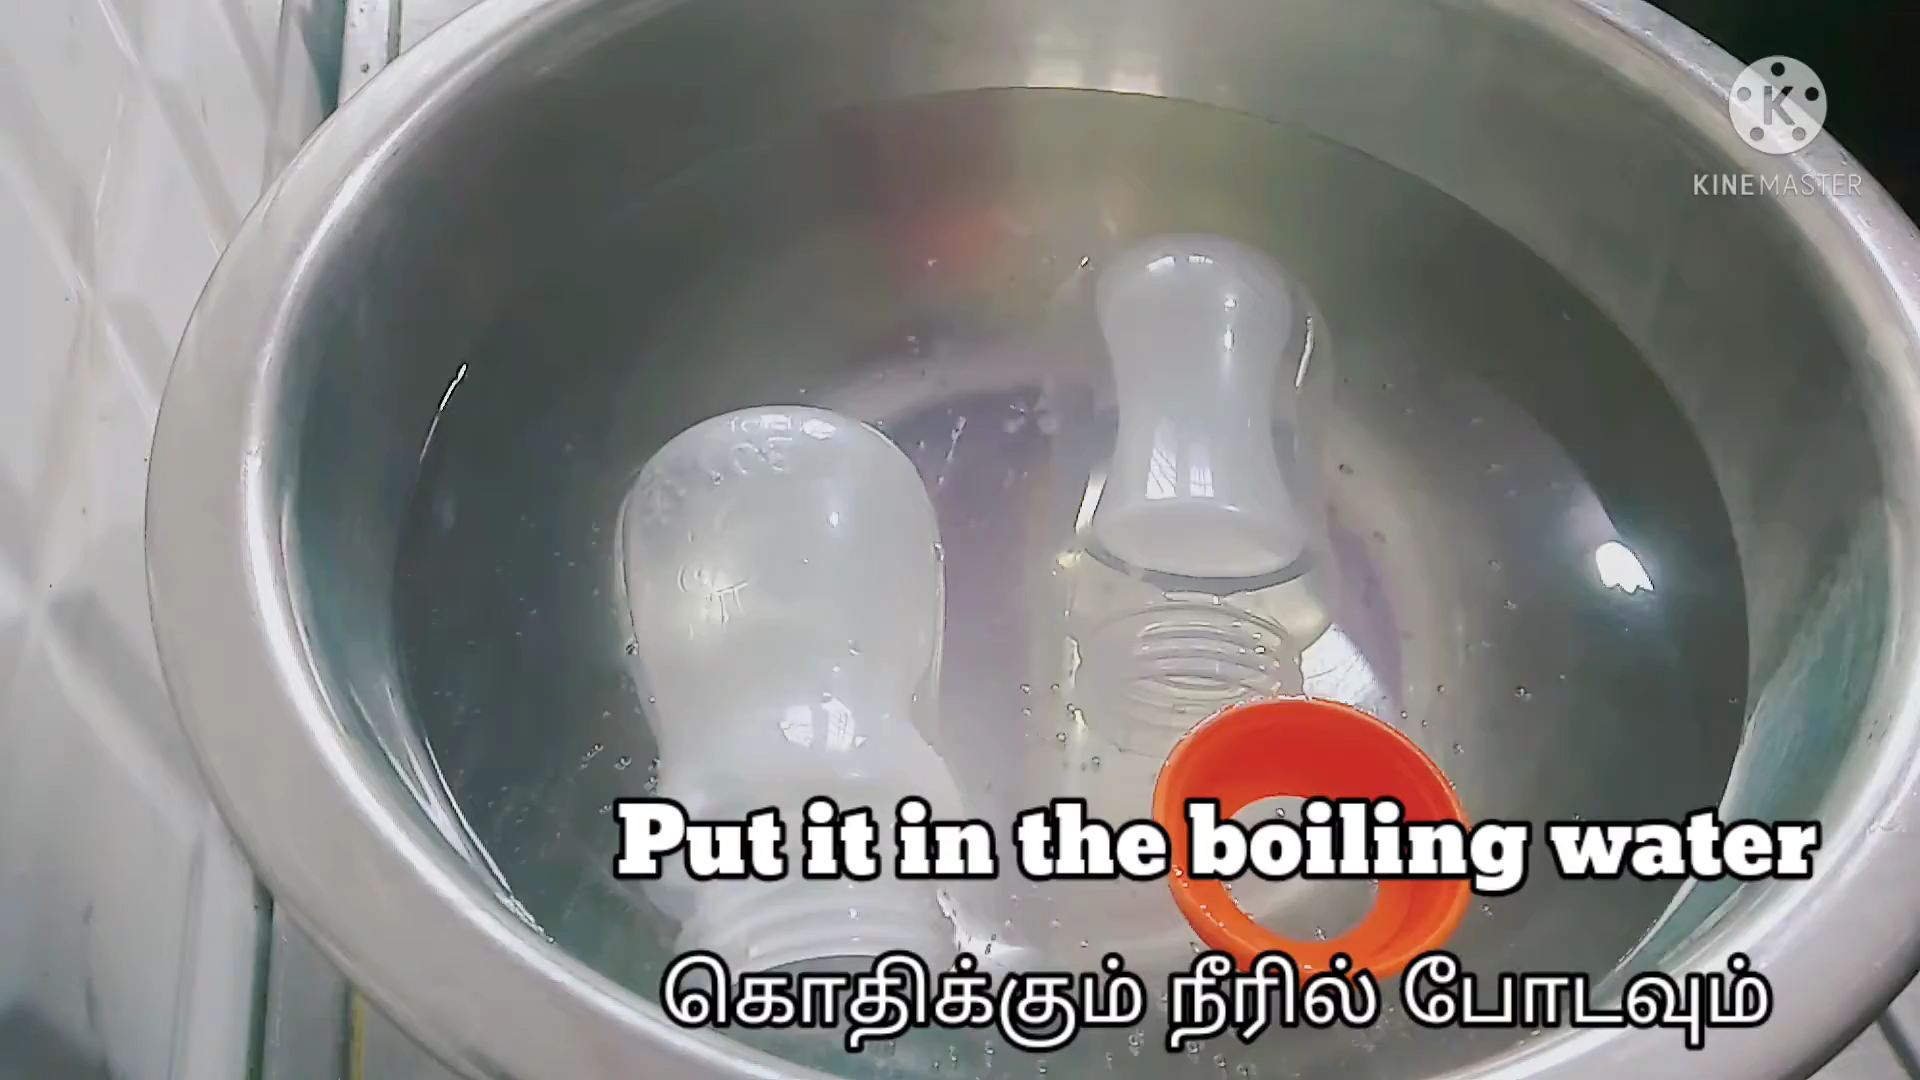 K
KINEMASTER
Put it in the boiling water
கொதிக்கும் நீரில் போடவும்